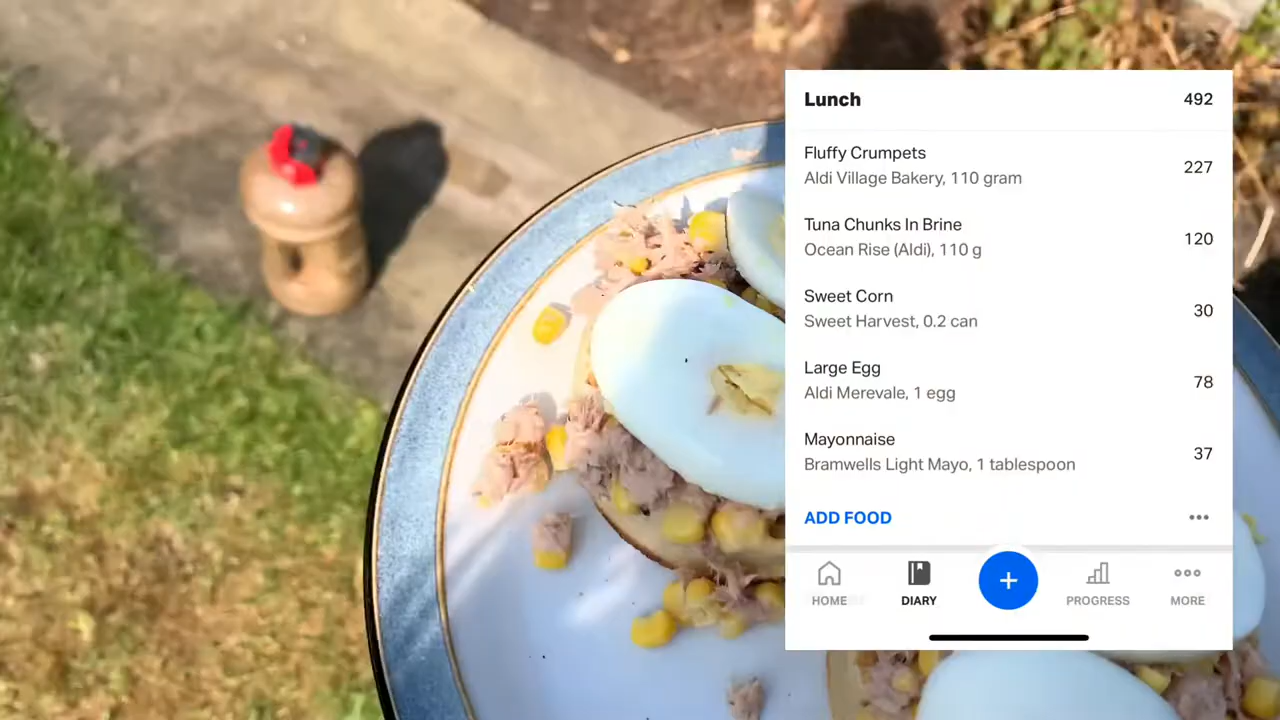 Lunch 492
Fluffy Crumpets
Aldi Village Bakery, 110 gram 227
Tuna Chunks In Brine
Ocean Rise (Aldi), 110 g 120
Sweet Corn
Sweet Harvest, 0.2 can 30
Large Egg
Aldi Merevale, 1 egg 78
Mayonnaise
Bramwells Light Mayo, 1 tablespoon 37
ADD FOOD
HOME DIARY PROGRESS MORE